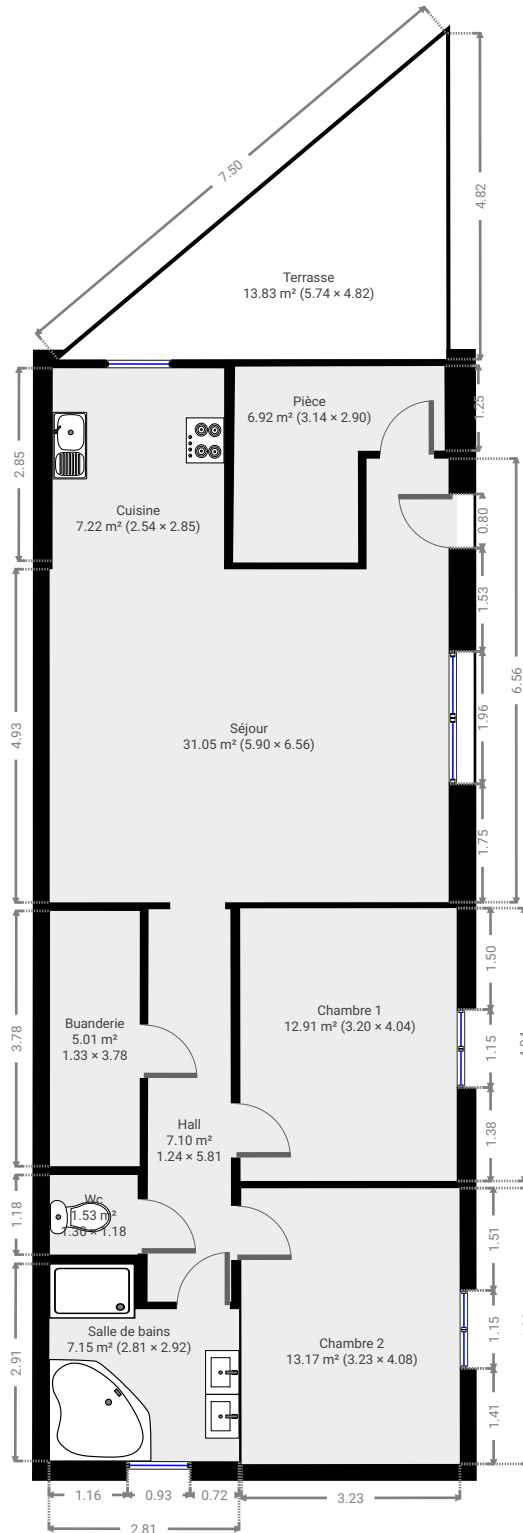 7.50
4.82
Terrasse
13.83 m² (5.74 × 4.82)
Pièce
6.92 m² (3.14 × 2.90)
1.25
2.85
Cuisine
7.22 m² (2.54 × 2.85)
0.80
1.53
6.56
1.96
Séjour
31.05 m² (5.90 × 6.56)
4.93
1.75
1.50
Chambre 1
12.91 m² (3.20 × 4.04)
Buanderie
5.01 m²
1.33 × 3.78
3.78
1.15
Hall
7.10 m²
1.24 × 5.81
1.38
Wc
1.53 m²
1.30 × 1.18
1.18
1.51
Salle de bains
7.15 m² (2.81 × 2.92)
Chambre 2
13.17 m² (3.23 × 4.08)
1.15
2.91
1.41
1.16
0.93
0.72
3.23
2.81